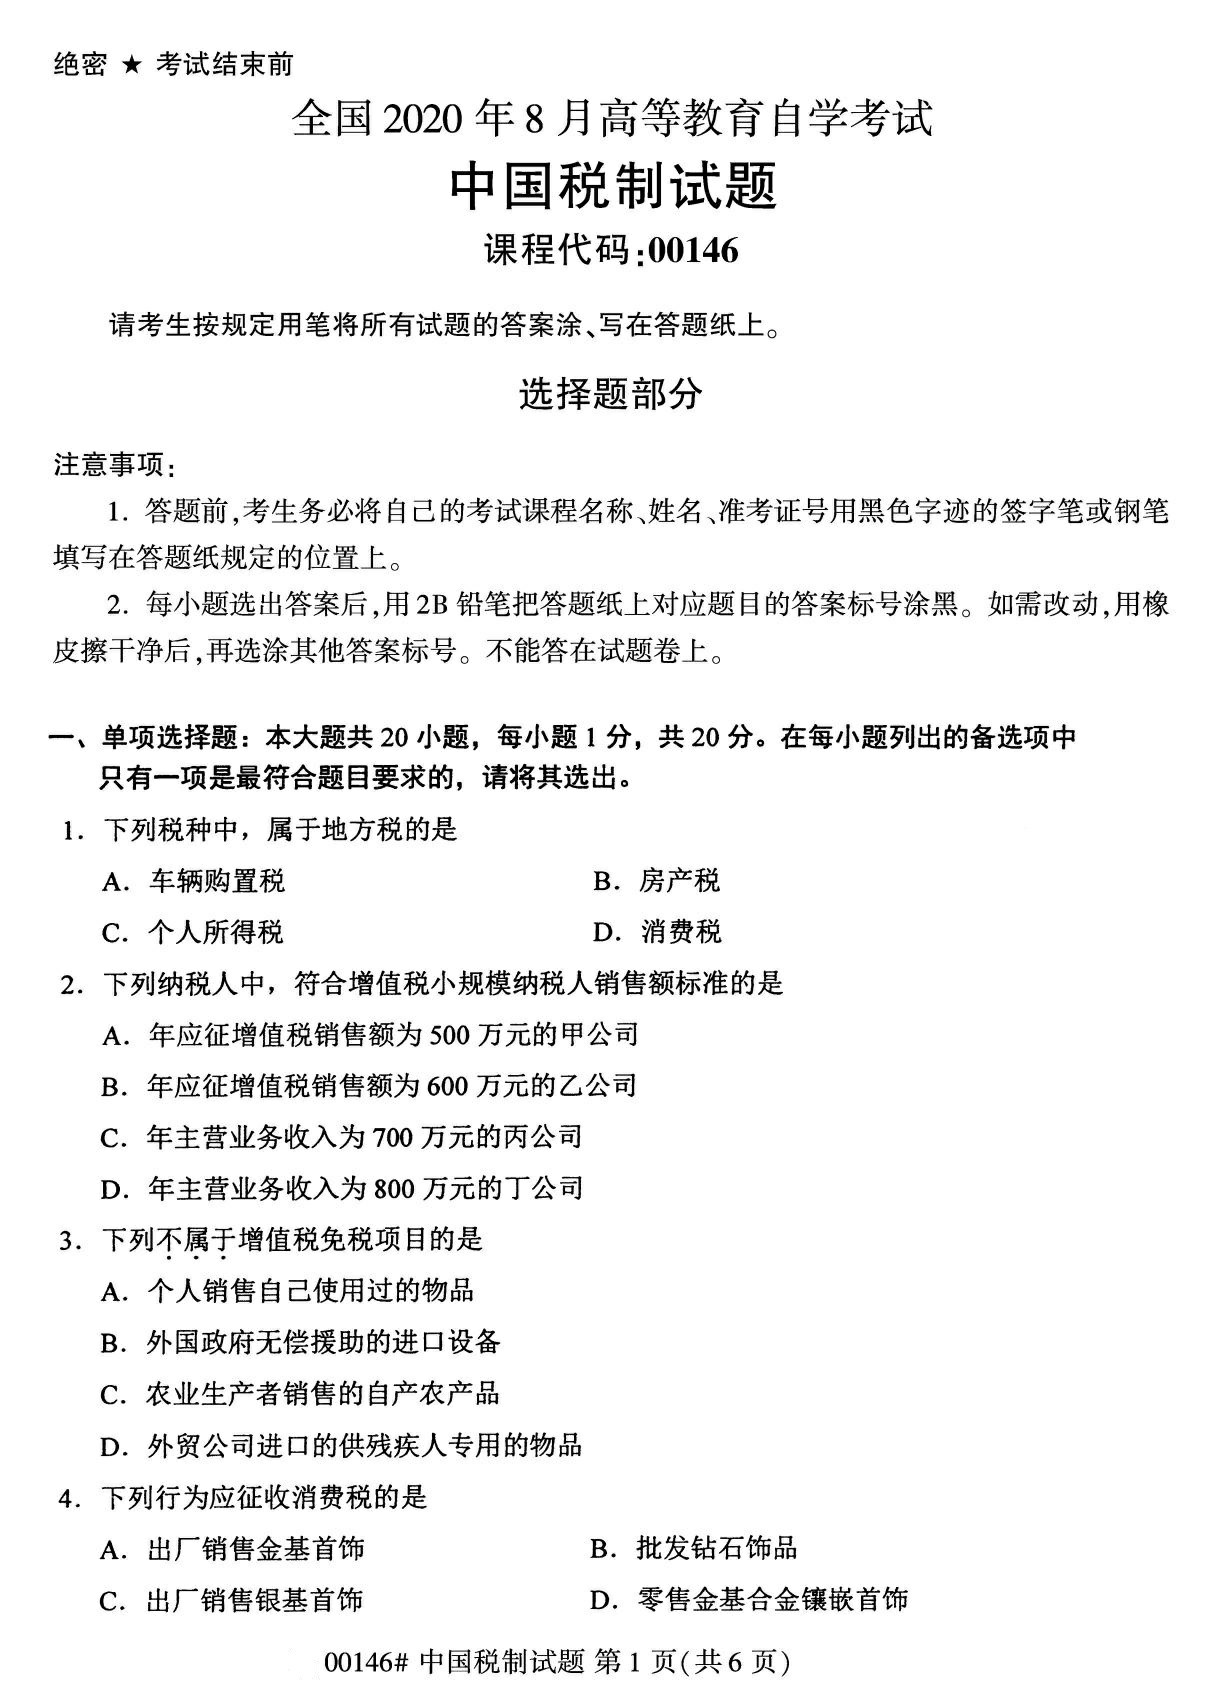 绝密 ★ 考试结束前
全国 2020 年 8 月高等教育自学考试
中国税制试题
课程代码:00146
请考生按规定用笔将所有试题的答案涂、写在答题纸上。
选择题部分
注意事项:
1. 答题前,考生务必将自己的考试课程名称、姓名、准考证号用黑色字迹的签字笔或钢笔
填写在答题纸规定的位置上。
2. 每小题选出答案后,用 2B 铅笔把答题纸上对应题目的答案标号涂黑。如需改动,用橡
皮擦干净后,再选涂其他答案标号。不能答在试题卷上。
一、单项选择题：本大题共 20 小题，每小题 1 分，共 20 分。在每小题列出的备选项中
只有一项是最符合题目要求的，请将其选出。
1. 下列税种中，属于地方税的是
A. 车辆购置税 B. 房产税
C. 个人所得税 D. 消费税
2. 下列纳税人中，符合增值税小规模纳税人销售额标准的是
A. 年应征增值税销售额为 500 万元的甲公司
B. 年应征增值税销售额为 600 万元的乙公司
C. 年主营业务收入为 700 万元的丙公司
D. 年主营业务收入为 800 万元的丁公司
3. 下列不属于增值税免税项目的是
A. 个人销售自己使用过的物品
B. 外国政府无偿援助的进口设备
C. 农业生产者销售的自产农产品
D. 外贸公司进口的供残疾人专用的物品
4. 下列行为应征收消费税的是
A. 出厂销售金基首饰 B. 批发钻石饰品
C. 出厂销售银基首饰 D. 零售金基合金镶嵌首饰
00146# 中国税制试题 第 1 页(共 6 页)